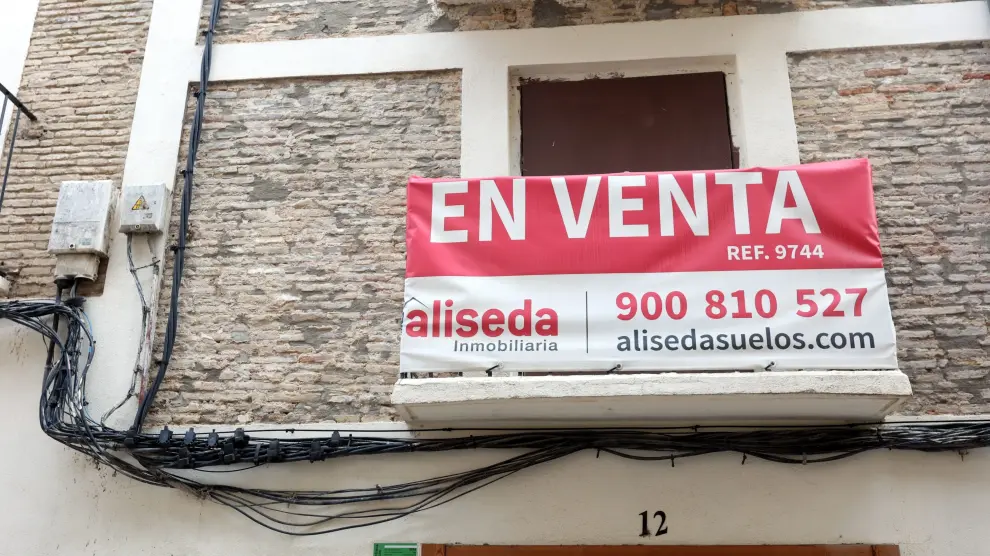 EN VENTA
REF. 9744
aliseda
Inmobiliaria
900 810 527
alisedasuelos.com
12